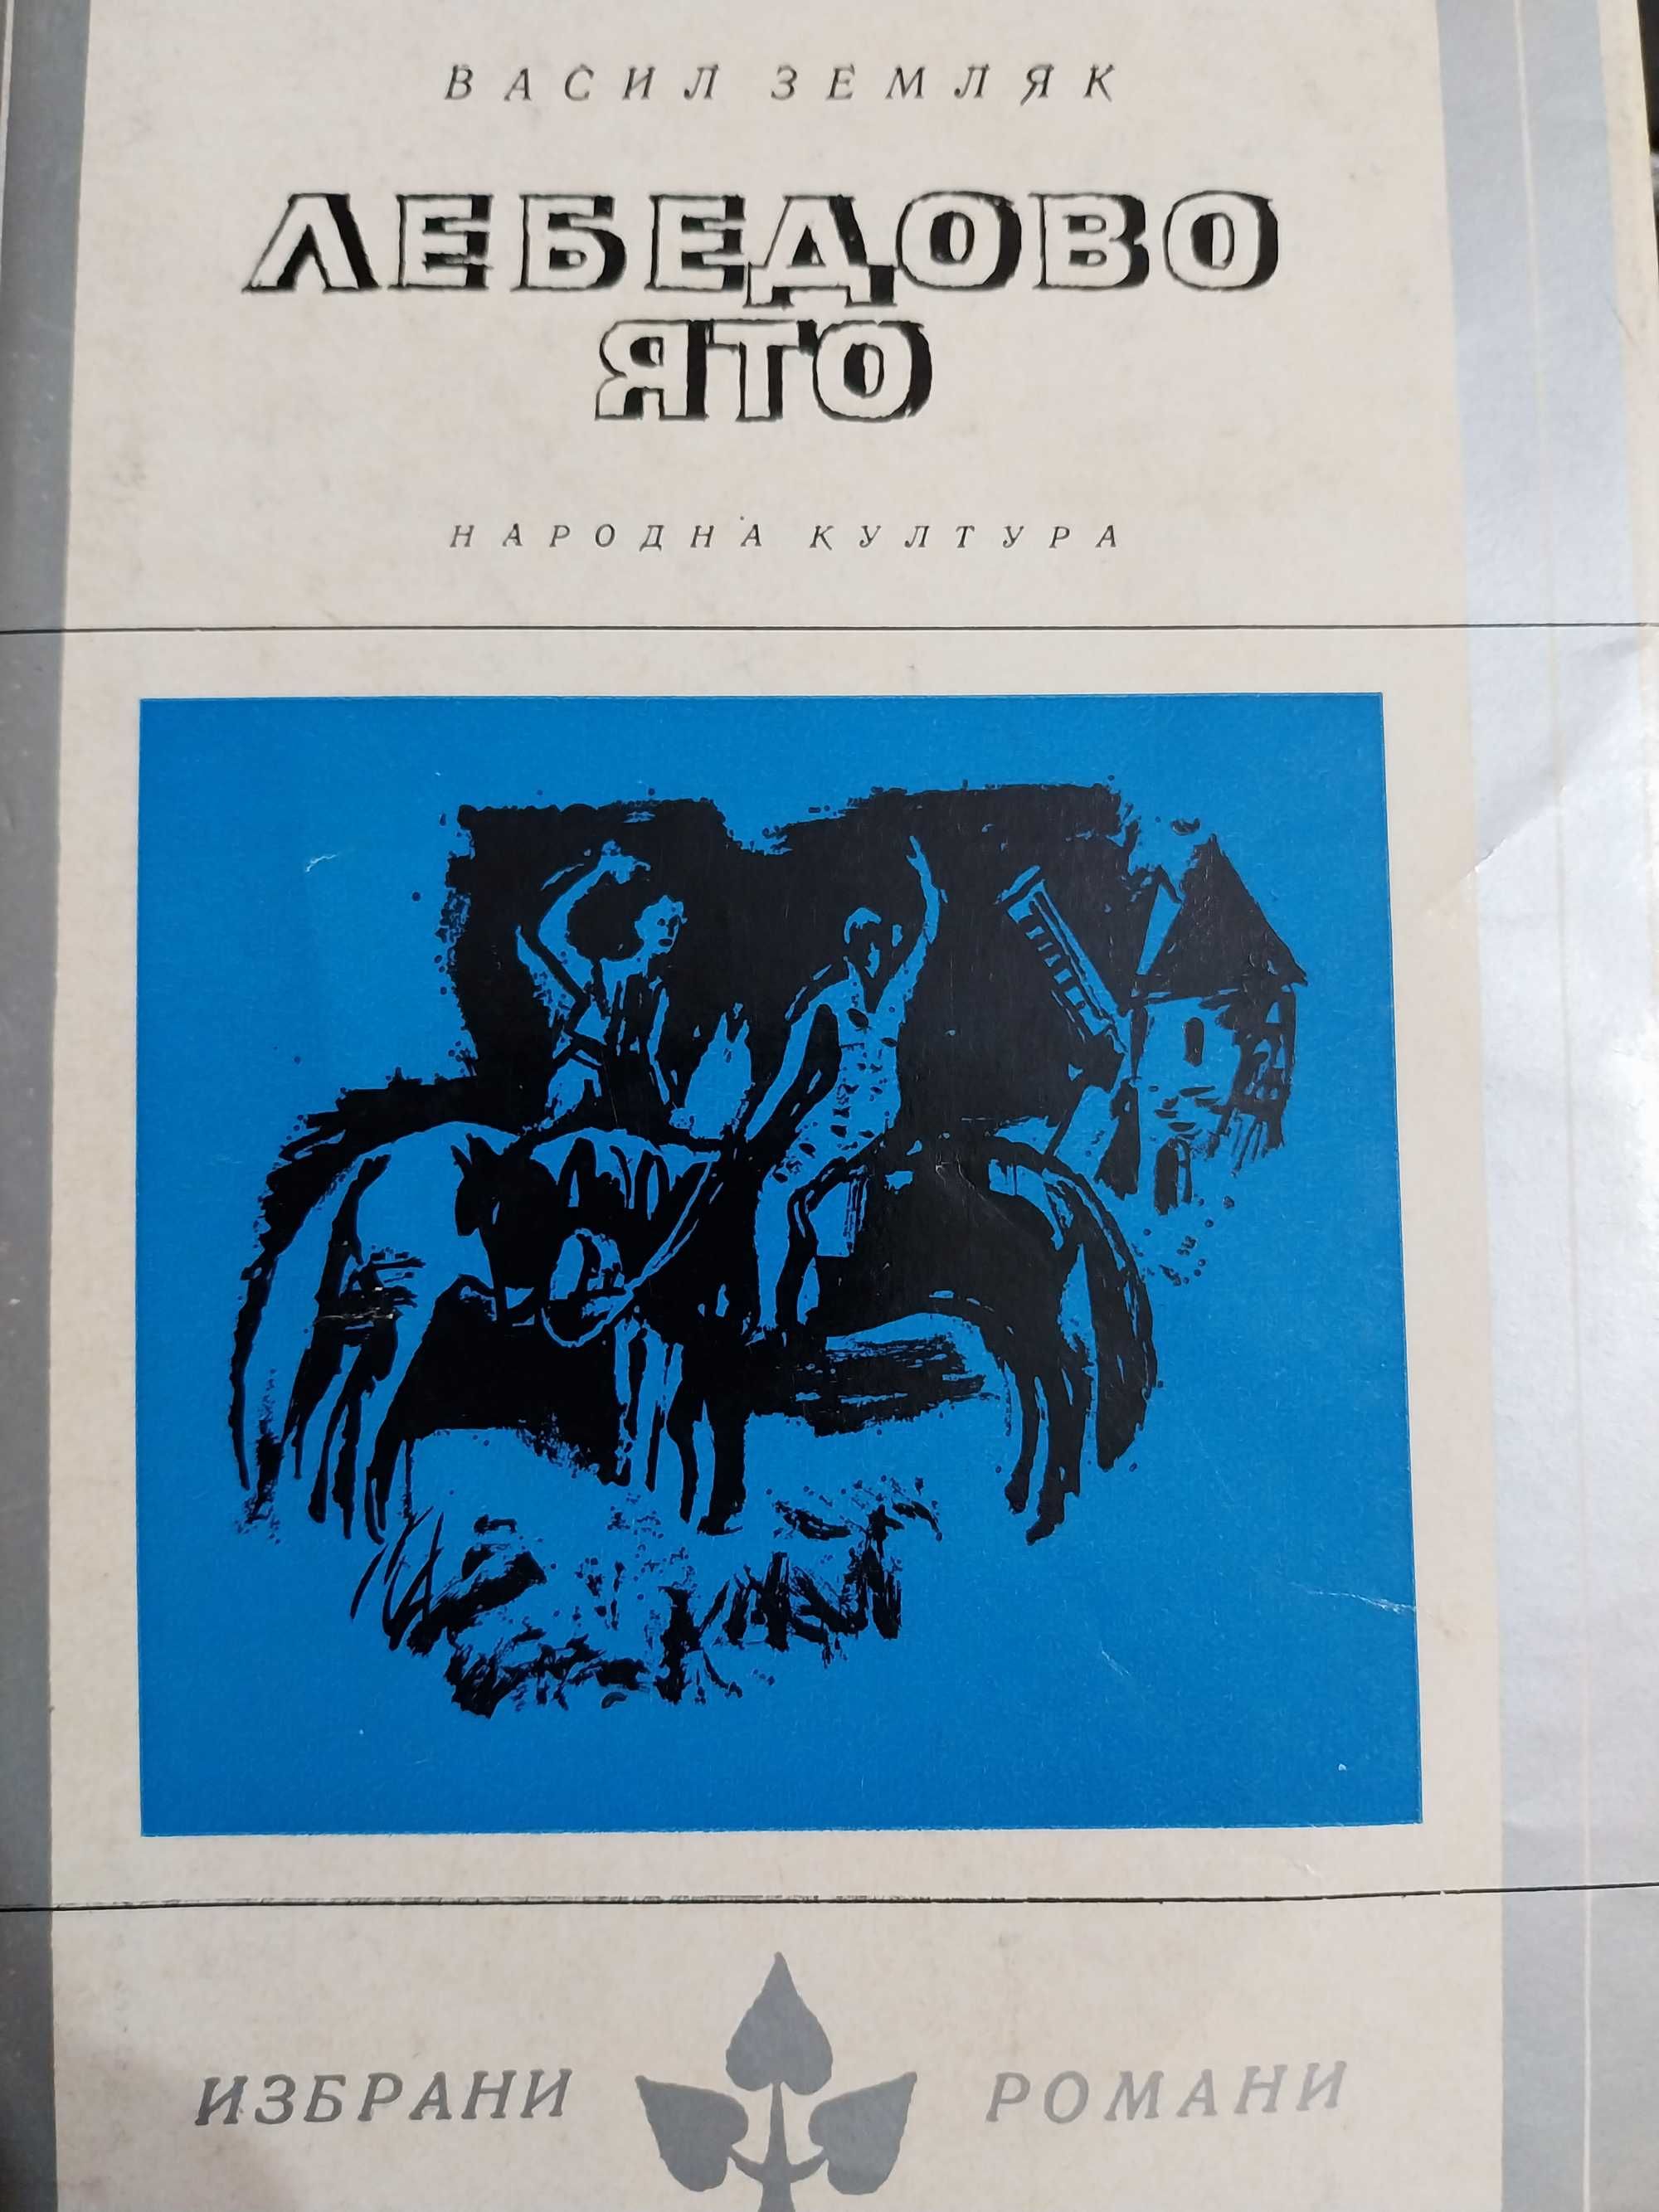 ВАСИЛ ЗЕМЛЯК
ЛЕБЕДОВО
ЯТО
НАРОДНА КУЛТУРА
ИЗБРАНИ РОМАНИ